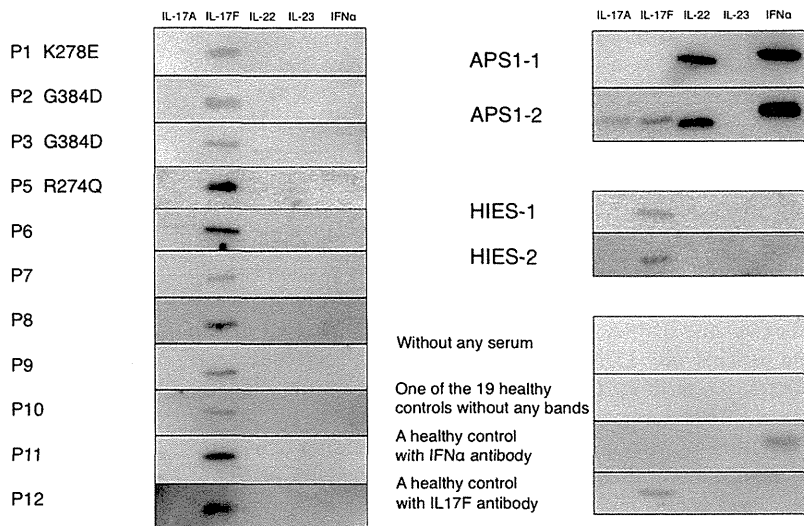 IL-17A IL-17F IL-22 IL-23 IFNα
P1 K278E
P2 G384D
P3 G384D
P5 R274Q
P6
P7
P8
P9
P10
P11
P12
IL-17A IL-17F IL-22 IL-23 IFNα
APS1-1
APS1-2
HIES-1
HIES-2
Without any serum
One of the 19 healthy
controls without any bands
A healthy control
with IFNα antibody
A healthy control
with IL17F antibody